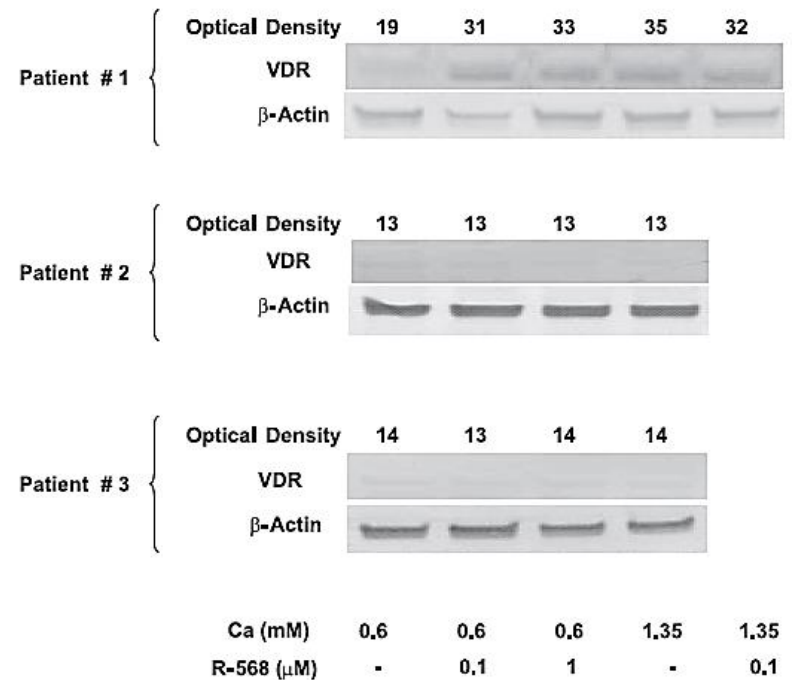 Optical Density 19 31 33 35 32
Patient # 1
VDR
β-Actin
Optical Density 13 13 13 13
Patient # 2
VDR
β-Actin
Optical Density 14 13 14 14
Patient # 3
VDR
β-Actin
Ca (mM) 0.6 0.6 0.6 1.35 1.35
R-568 (μM) - 0.1 1 - 0.1